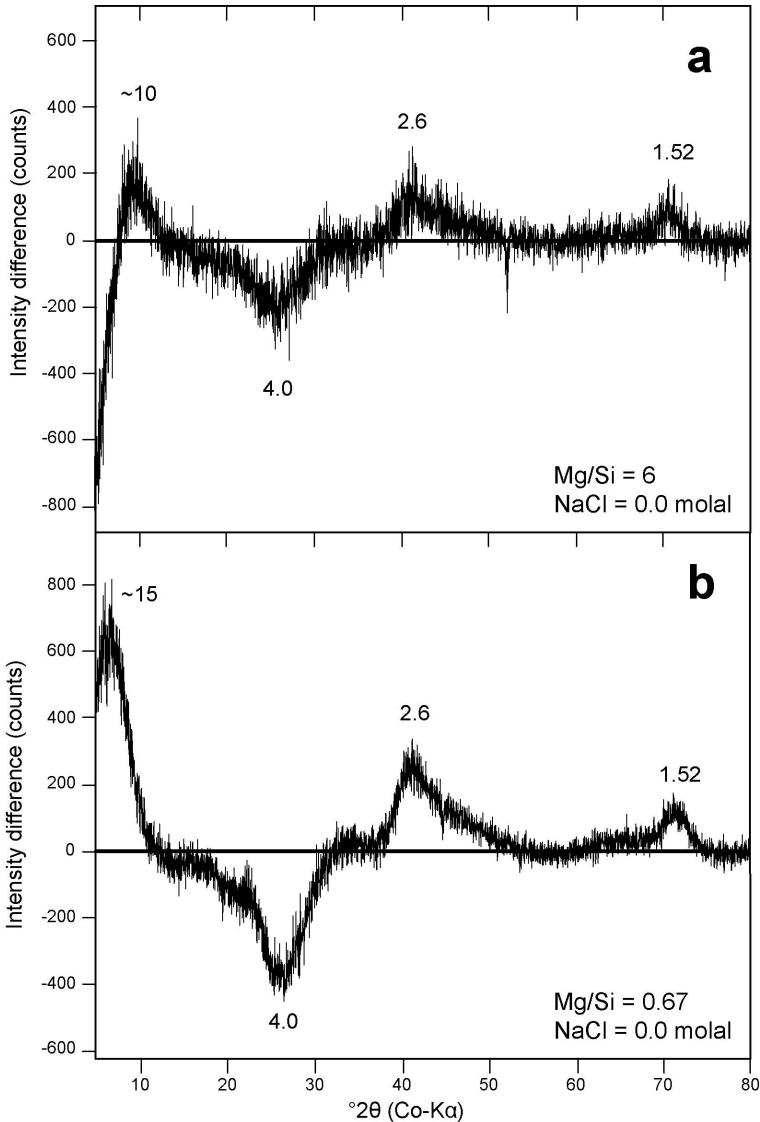 a
600
400
200
0
-200
-400
-600
-800
Intensity difference (counts)
~10
2.6
1.52
4.0
Mg/Si = 6
NaCl = 0.0 molal
b
800
600
400
200
0
-200
-400
-600
Intensity difference (counts)
~15
2.6
1.52
4.0
Mg/Si = 0.67
NaCl = 0.0 molal
10 20 30 40 50 60 70 80
°2θ (Co-Kα)